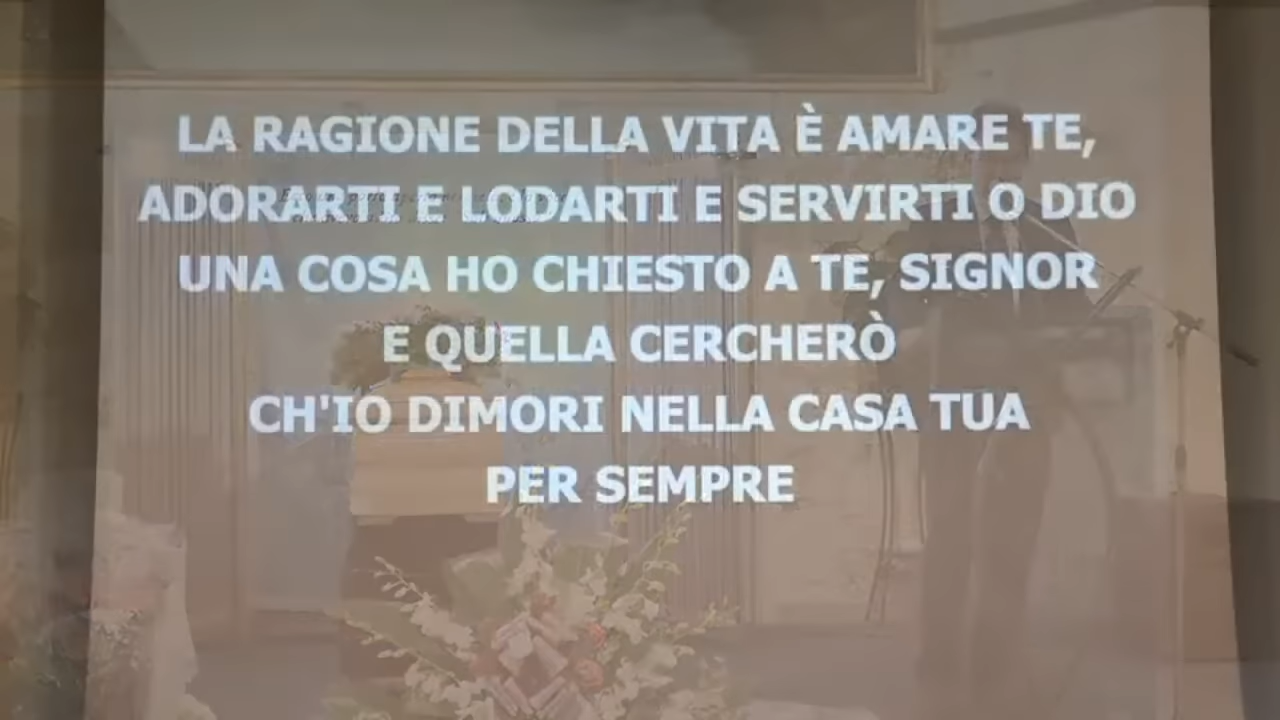 LA RAGIONE DELLA VITA È AMARE TE,
ADORARTI E LODARTI E SERVIRTI O DIO
UNA COSA HO CHIESTO A TE, SIGNOR
E QUELLA CERCHERÒ
CH'IO DIMORI NELLA CASA TUA
PER SEMPRE